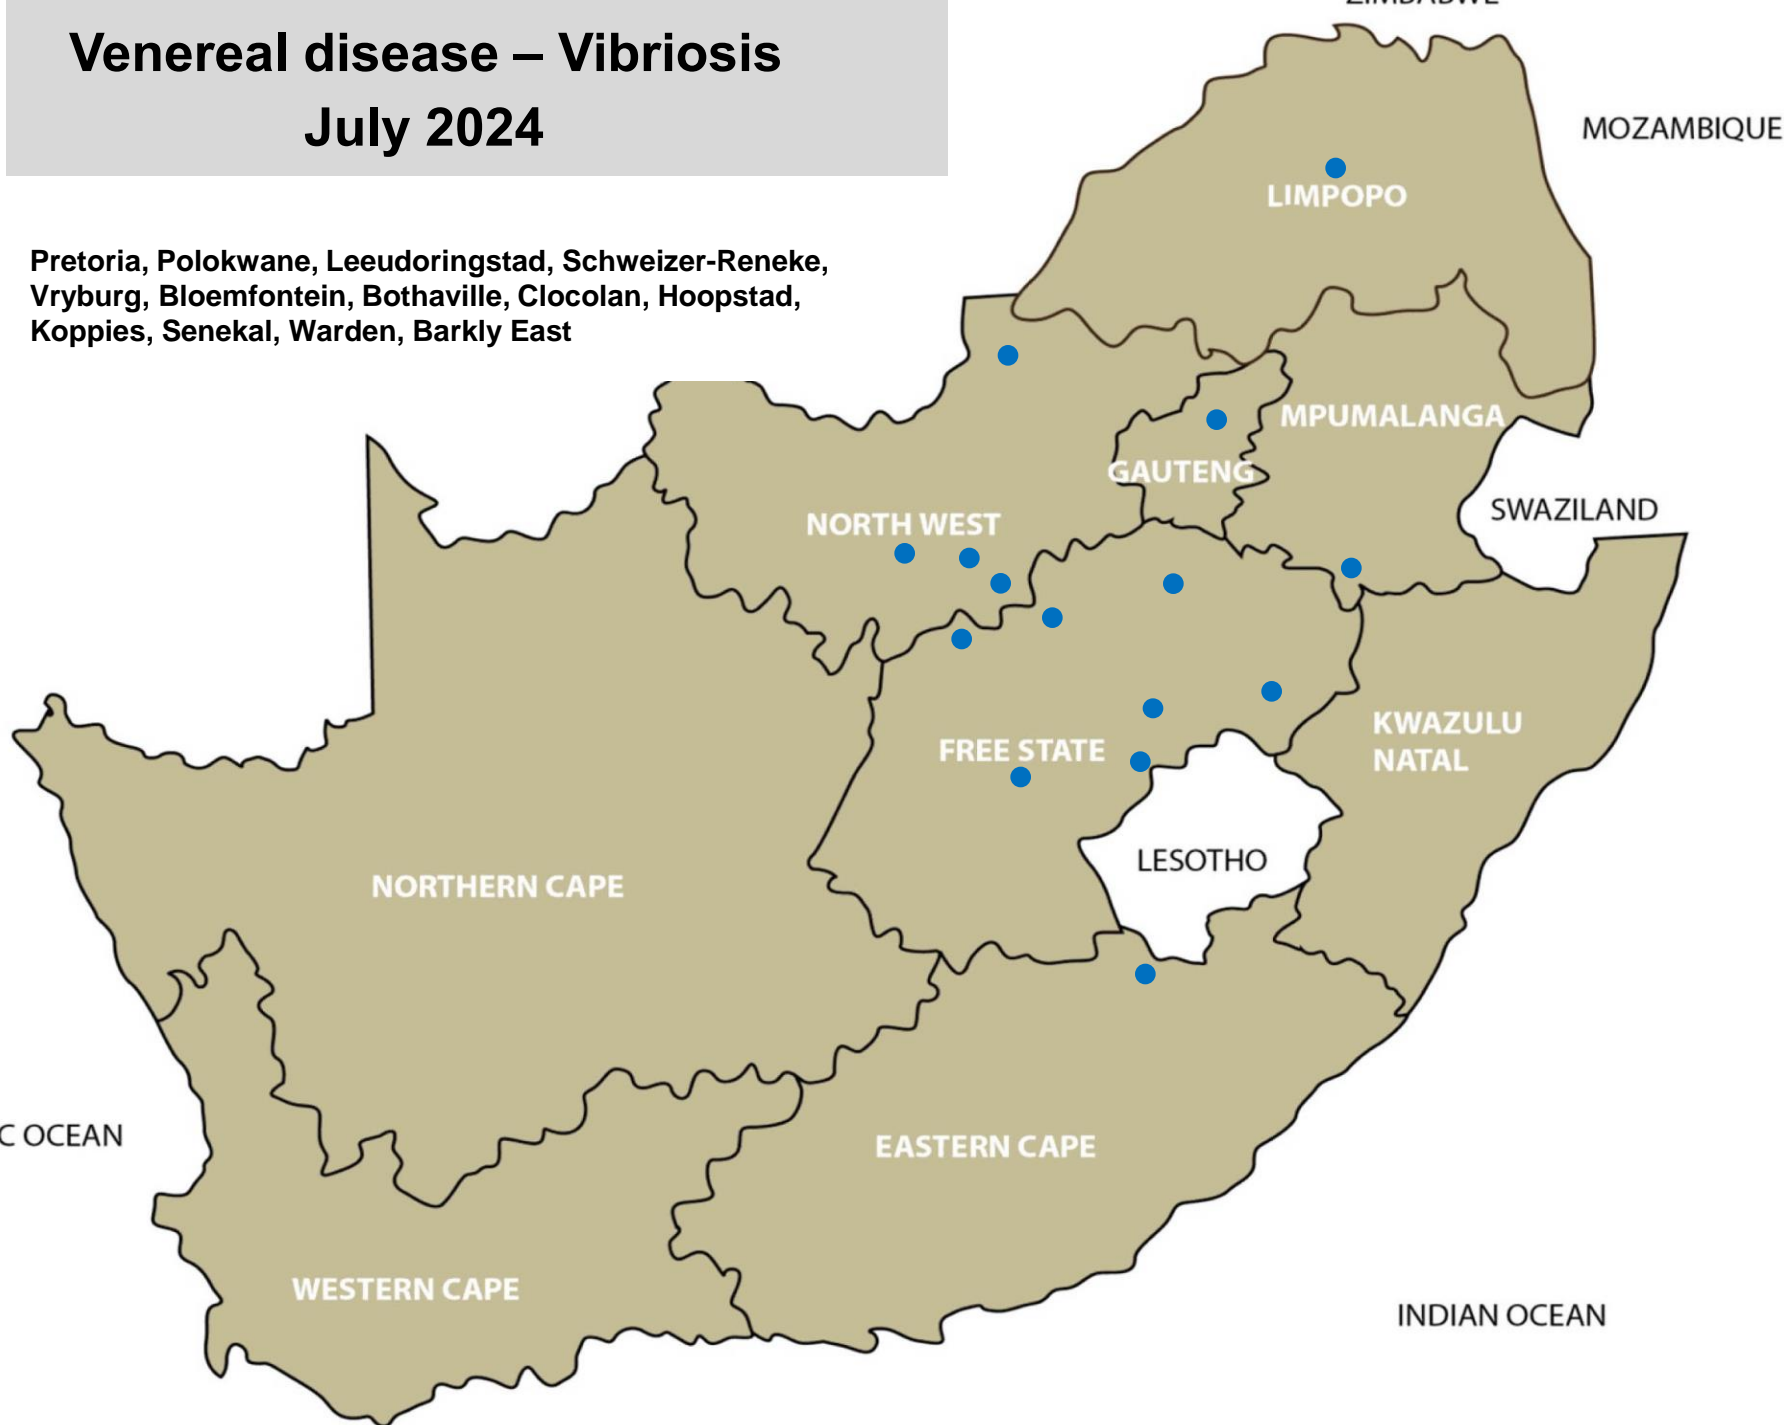 Venereal disease – Vibriosis
July 2024
Pretoria, Polokwane, Leeudoringstad, Schweizer-Reneke,
Vryburg, Bloemfontein, Bothaville, Clocolan, Hoopstad,
Koppies, Senekal, Warden, Barkly East
MOZAMBIQUE
LIMPOPO
MPUMALANGA
GAUTENG
SWAZILAND
NORTH WEST
KWAZULU
NATAL
FREE STATE
LESOTHO
NORTHERN CAPE
C OCEAN
EASTERN CAPE
WESTERN CAPE
INDIAN OCEAN